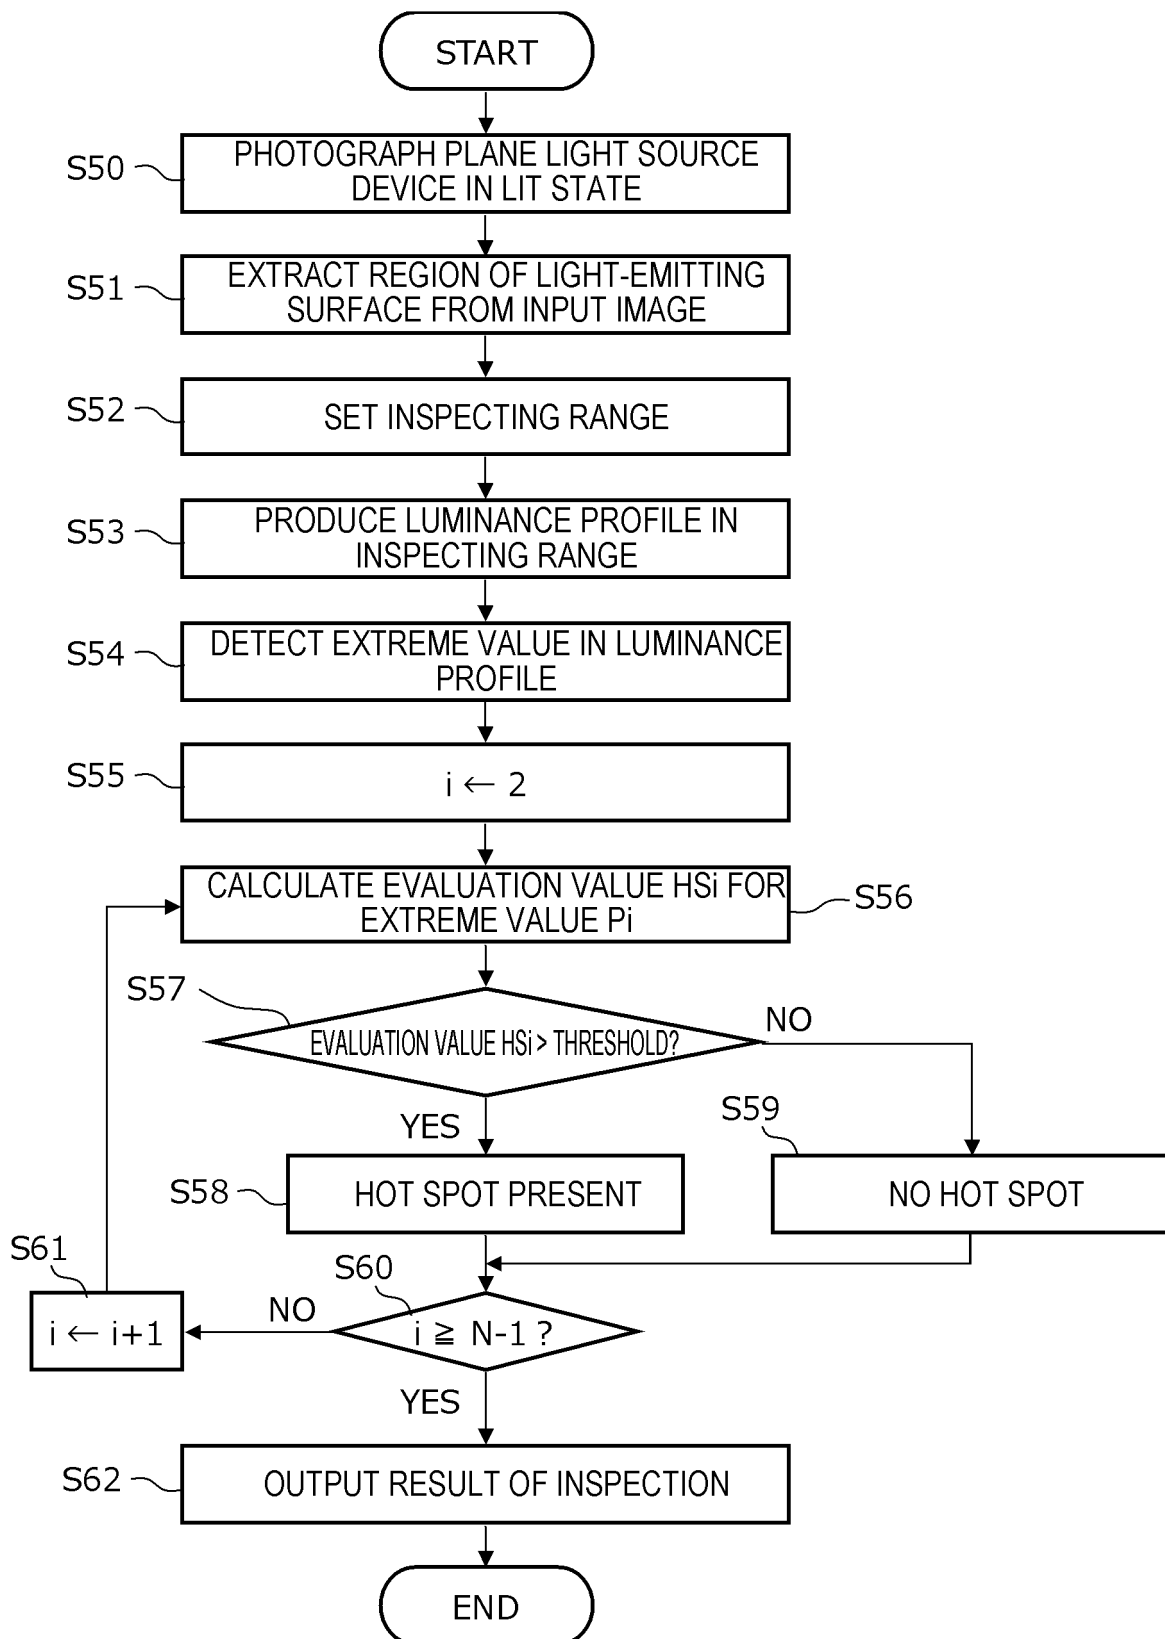 START
S50
PHOTOGRAPH PLANE LIGHT SOURCE
DEVICE IN LIT STATE
S51
EXTRACT REGION OF LIGHT-EMITTING
SURFACE FROM INPUT IMAGE
S52
SET INSPECTING RANGE
S53
PRODUCE LUMINANCE PROFILE IN
INSPECTING RANGE
S54
DETECT EXTREME VALUE IN LUMINANCE
PROFILE
S55
i ← 2
CALCULATE EVALUATION VALUE HSi FOR
EXTREME VALUE Pi
S56
S57
EVALUATION VALUE HSi > THRESHOLD?
NO
YES
S59
S58
HOT SPOT PRESENT
NO HOT SPOT
S61
S60
i ← i+1
NO
i ≧ N-1 ?
YES
S62
OUTPUT RESULT OF INSPECTION
END